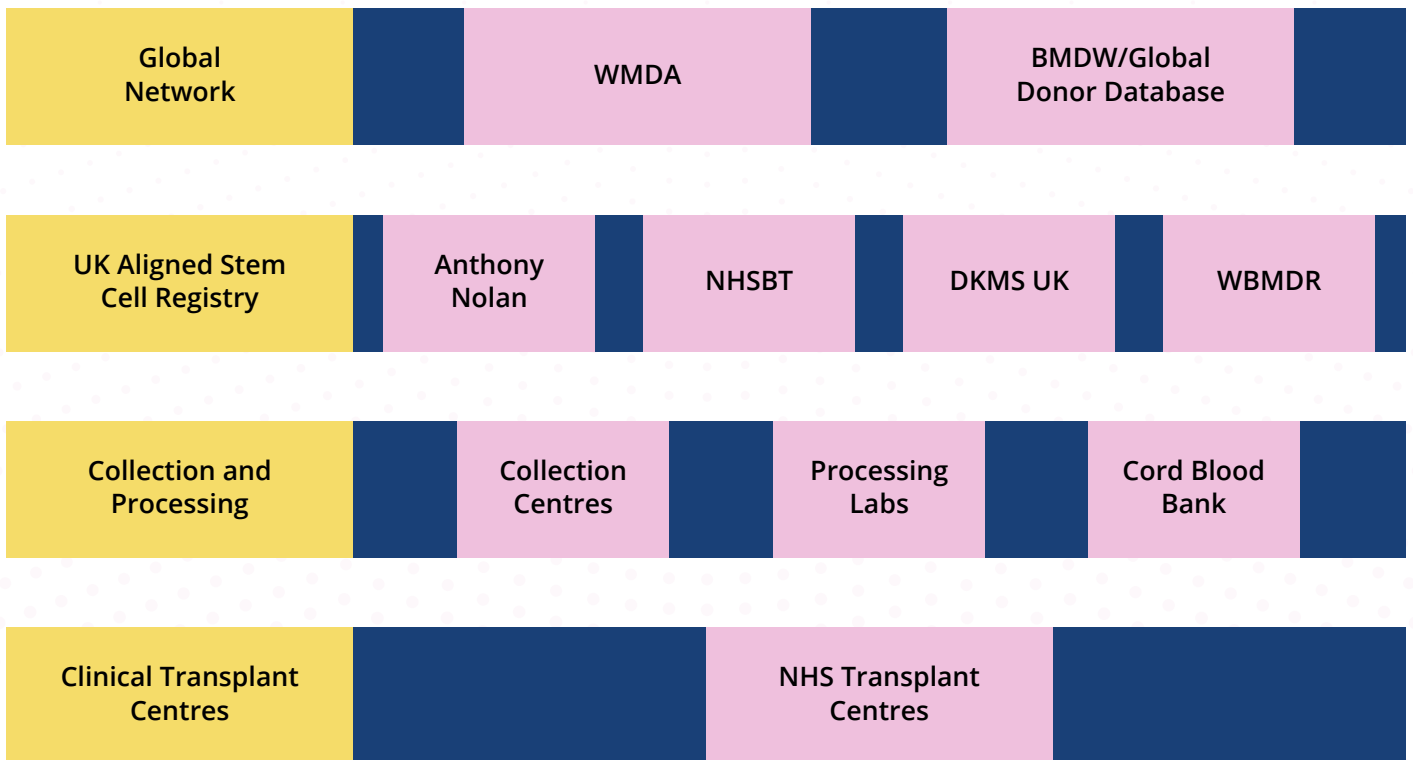 Global
Network
WMDA
BMDW/Global
Donor Database
UK Aligned Stem
Cell Registry
Anthony
Nolan
NHSBT
DKMS UK
WBMDR
Collection and
Processing
Collection
Centres
Processing
Labs
Cord Blood
Bank
Clinical Transplant
Centres
NHS Transplant
Centres